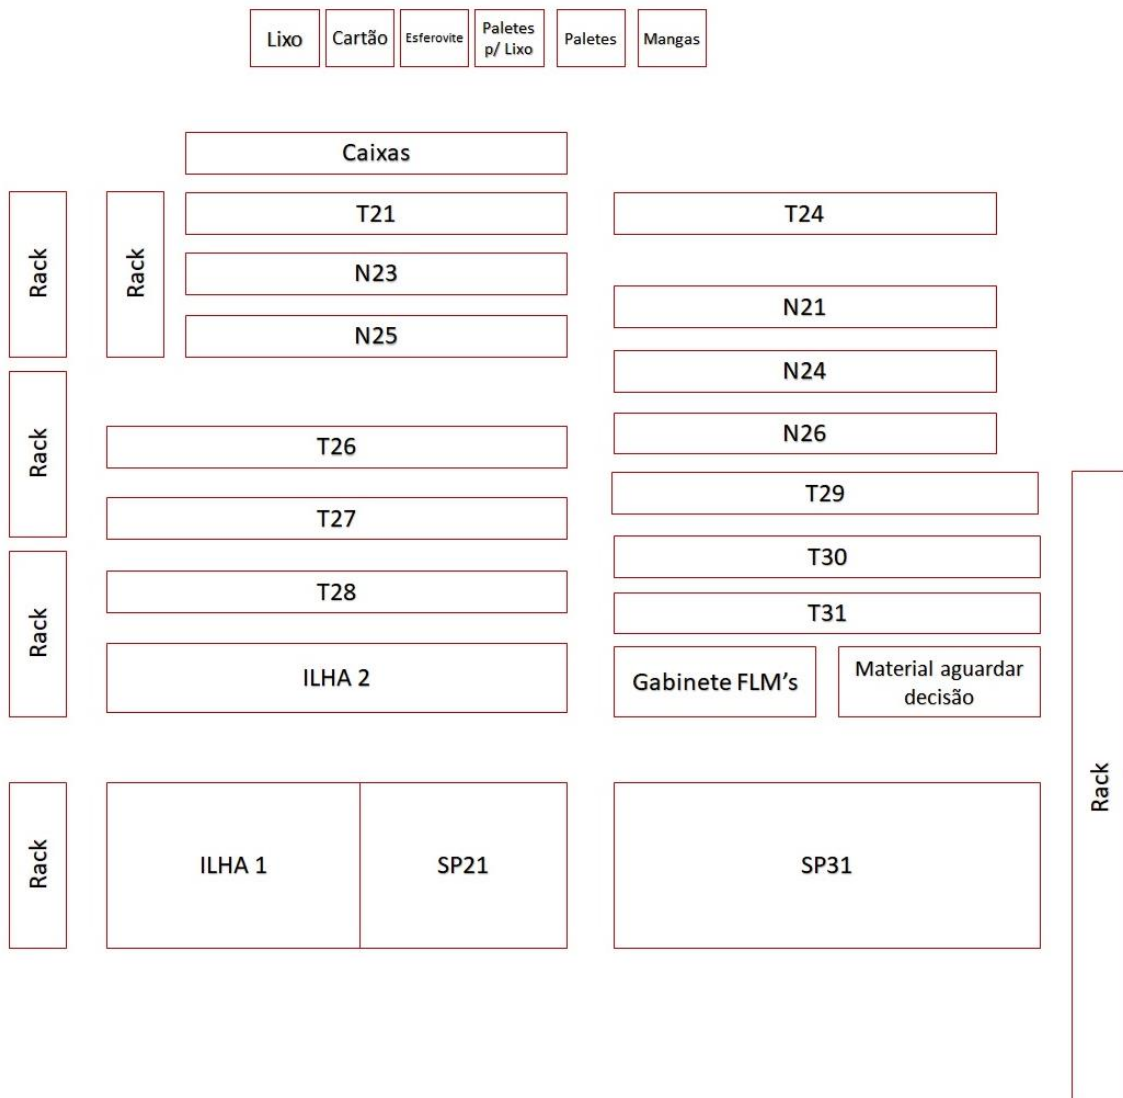 Lixo
Cartão
Esferovite
Paletes
p/ Lixo
Paletes
Mangas
Caixas
Rack
Rack
T21
T24
N23
N21
N25
N24
Rack
T26
N26
T29
T27
T30
Rack
T28
T31
ILHA 2
Gabinete FLM's
Material aguardar
decisão
Rack
Rack
ILHA 1
SP21
SP31